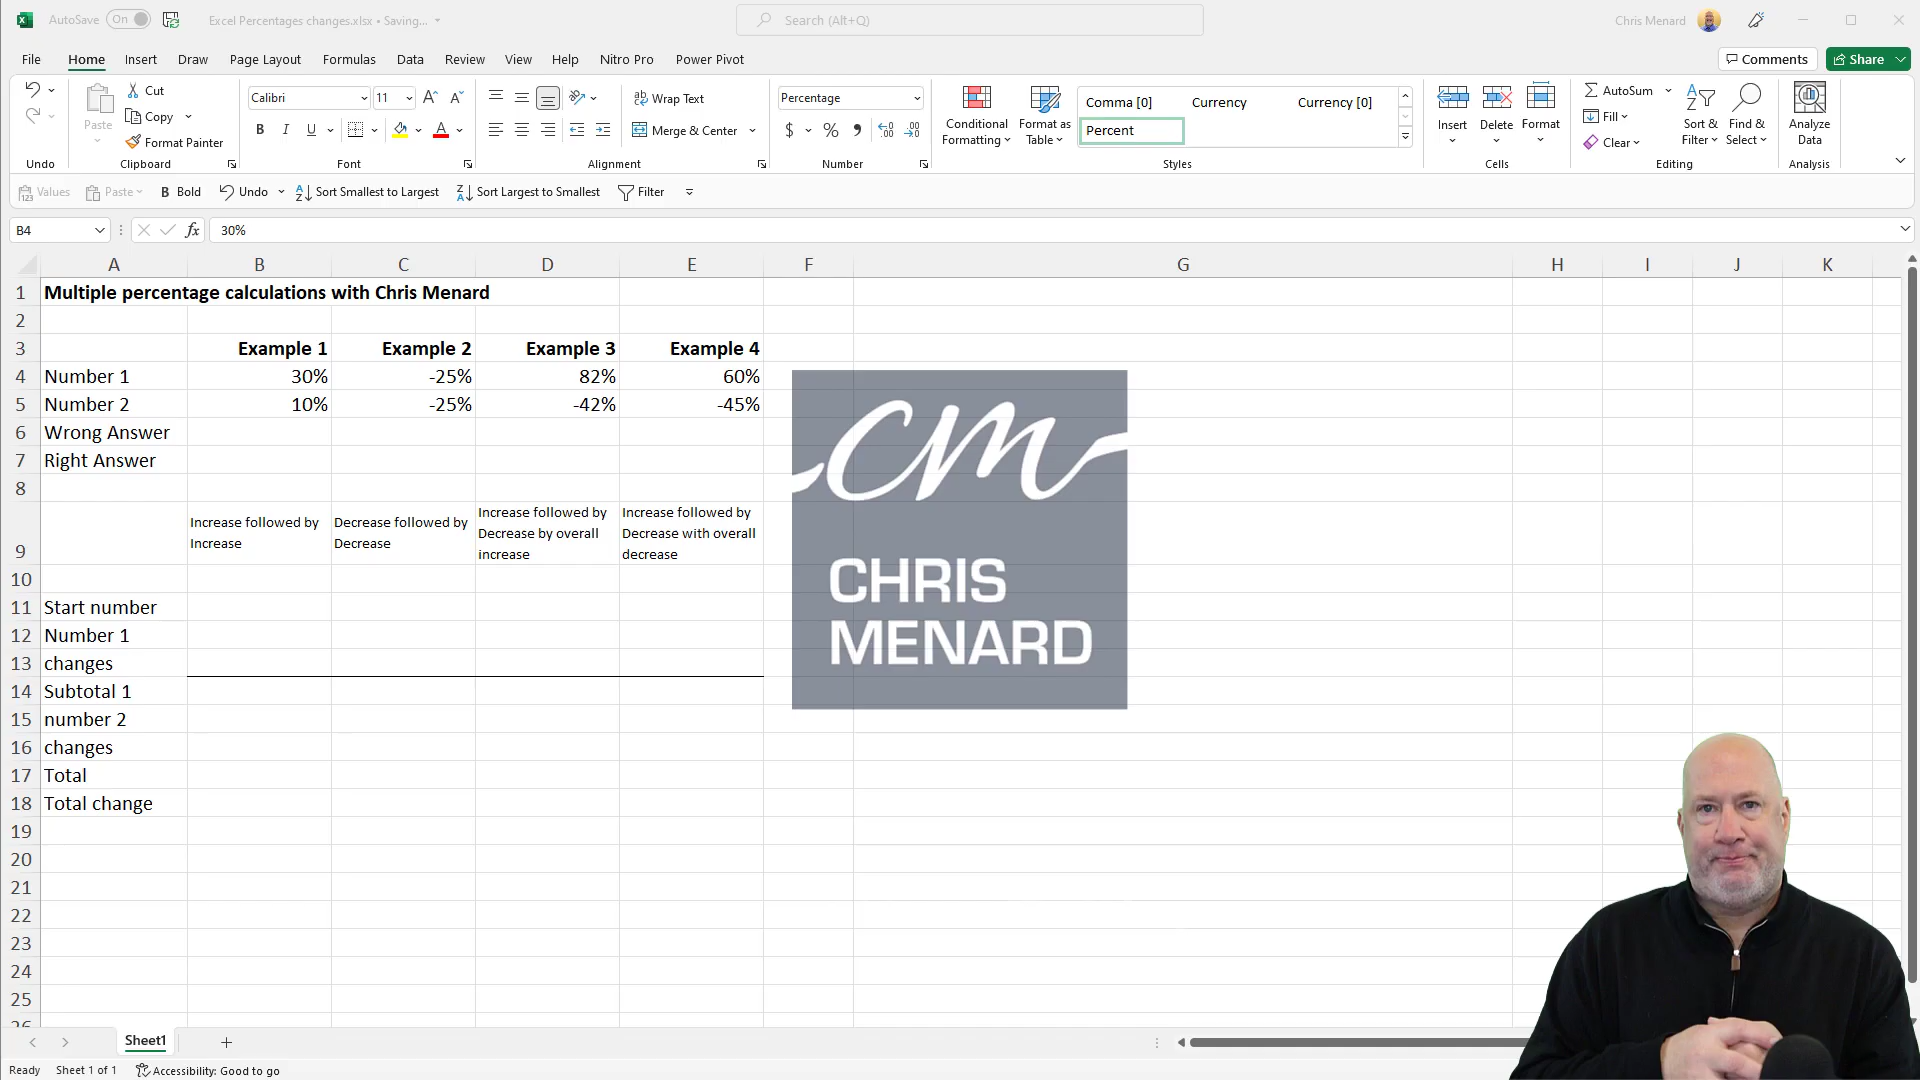 AutoSave On Excel Percentages changes.xlsx • Saving... Search (Alt+Q) Chris Menard
File Home Insert Draw Page Layout Formulas Data Review View Help Nitro Pro Power Pivot Comments Share
Paste Cut Copy Format Painter
Calibri 11 B I U A
Wrap Text Merge & Center
Percentage $ %
Conditional Formatting Format as Table
Comma [0] Currency Currency [0]
Percent
Insert Delete Format
AutoSum Fill Clear
Sort & Filter Find & Select
Analyze Data
Undo Clipboard Font Alignment Number Styles Cells Editing Analysis
Values Paste B Bold Undo Sort Smallest to Largest Sort Largest to Smallest Filter
B4 fx 30%
A B C D E F G H I J K
1 Multiple percentage calculations with Chris Menard
2
3 Example 1 Example 2 Example 3 Example 4
4 Number 1 30% -25% 82% 60%
5 Number 2 10% -25% -42% -45%
6 Wrong Answer
7 Right Answer
8
9 Increase followed by Increase Decrease followed by Decrease Increase followed by Decrease by overall increase Increase followed by Decrease with overall decrease
10
11 Start number
12 Number 1
13 changes
14 Subtotal 1
15 number 2
16 changes
17 Total
18 Total change
19
20
21
22
23
24
25
26
cm
CHRIS
MENARD
Sheet1
Ready Sheet 1 of 1 Accessibility: Good to go